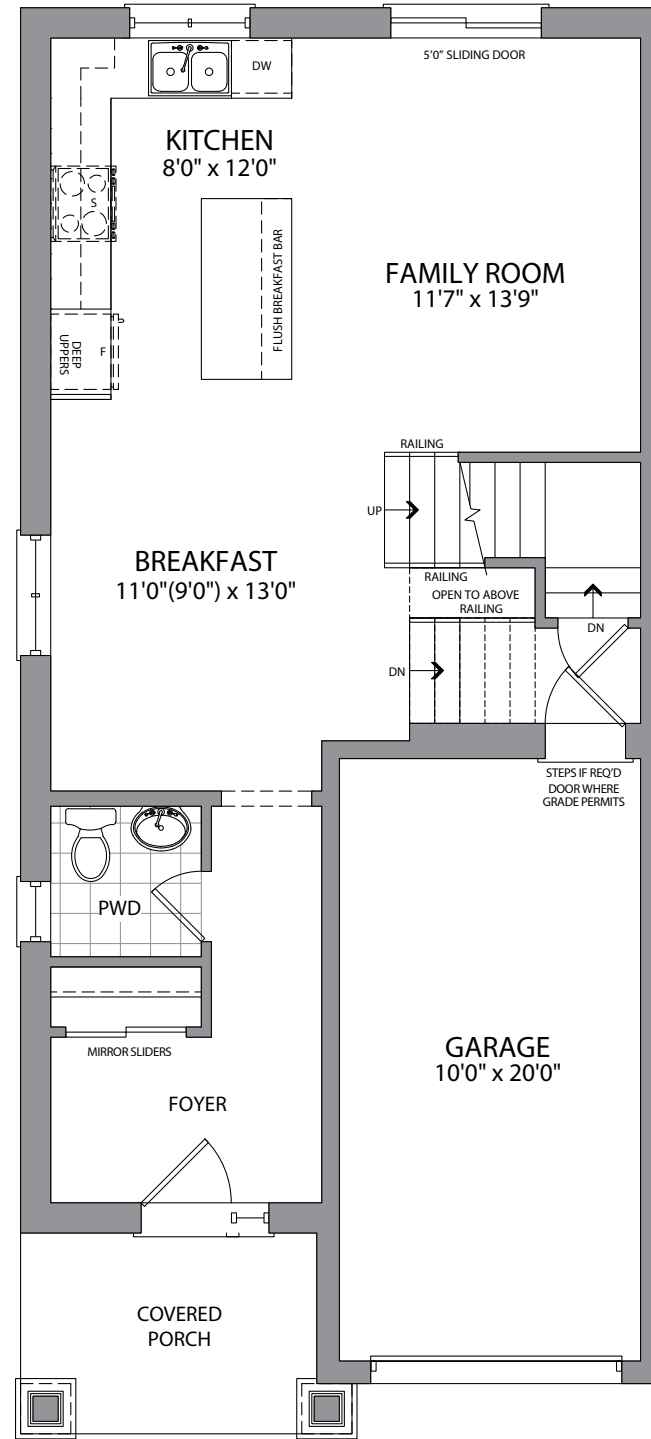 5'0" SLIDING DOOR
DW
KITCHEN
8'0" x 12'0"
S
FLUSH BREAKFAST BAR
FAMILY ROOM
11'7" x 13'9"
DEEP
UPPERS
F
RAILING
UP
BREAKFAST
11'0"(9'0") x 13'0"
RAILING
OPEN TO ABOVE
RAILING
DN
DN
STEPS IF REQ'D
DOOR WHERE
GRADE PERMITS
PWD
MIRROR SLIDERS
GARAGE
10'0" x 20'0"
FOYER
COVERED
PORCH